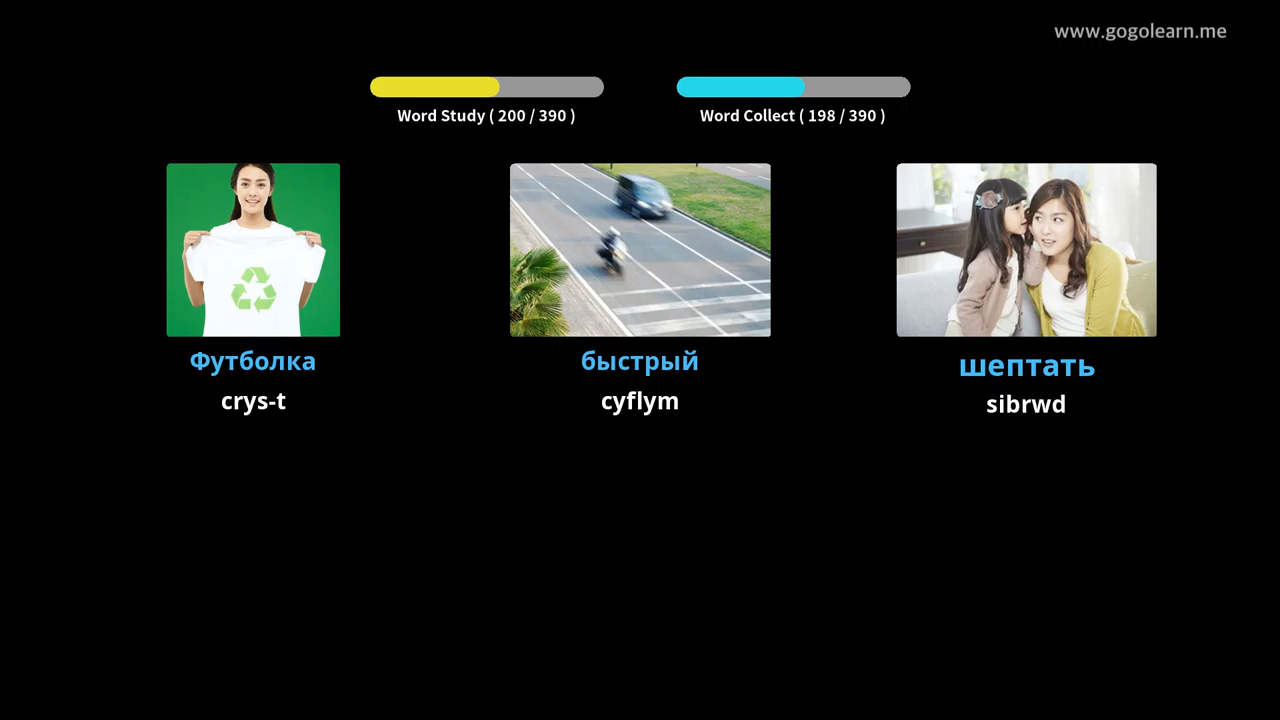 www.gogolearn.me
Word Study ( 200 / 390 )
Word Collect ( 198 / 390 )
Футболка
crys-t
быстрый
cyflym
шептать
sibrwd